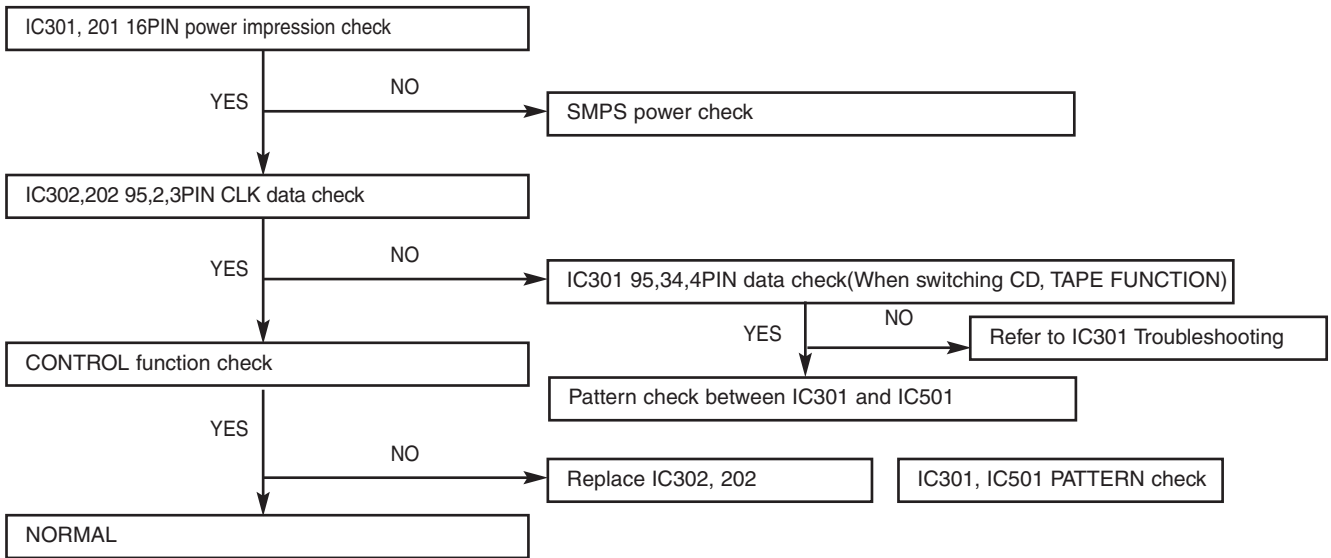 IC301, 201 16PIN power impression check
YES
NO
SMPS power check
IC302,202 95,2,3PIN CLK data check
YES
NO
IC301 95,34,4PIN data check(When switching CD, TAPE FUNCTION)
YES
NO
Refer to IC301 Troubleshooting
CONTROL function check
Pattern check between IC301 and IC501
YES
NO
Replace IC302, 202
IC301, IC501 PATTERN check
NORMAL